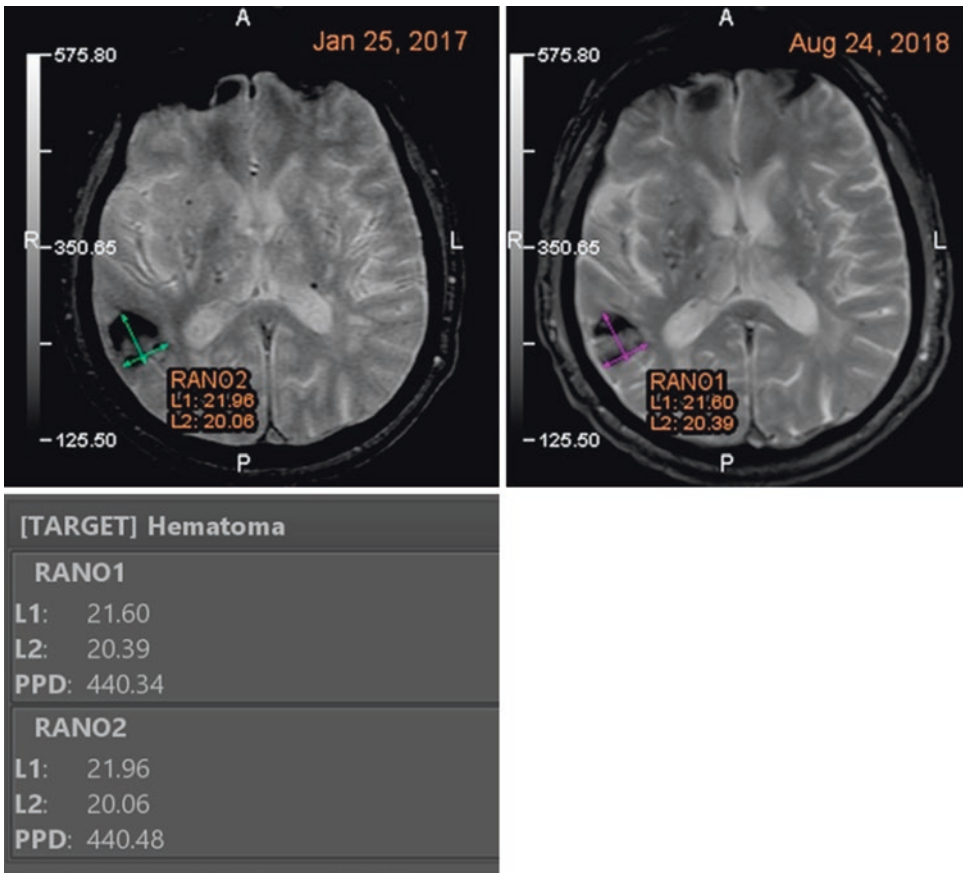 A
Jan 25, 2017
575.80
R
350.65
L
RANO2
L1: 21.96
L2: 20.06
125.50
P
A
Aug 24, 2018
575.80
R
350.65
L
RANO1
L1: 21.60
L2: 20.39
125.50
P
[TARGET] Hematoma
RANO1
L1: 21.60
L2: 20.39
PPD: 440.34
RANO2
L1: 21.96
L2: 20.06
PPD: 440.48